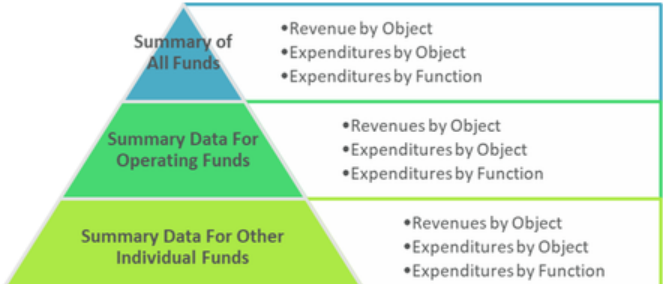 Summary of
All Funds
•Revenue by Object
•Expenditures by Object
•Expenditures by Function
Summary Data For
Operating Funds
•Revenues by Object
•Expenditures by Object
•Expenditures by Function
Summary Data For Other
Individual Funds
•Revenues by Object
•Expenditures by Object
•Expenditures by Function